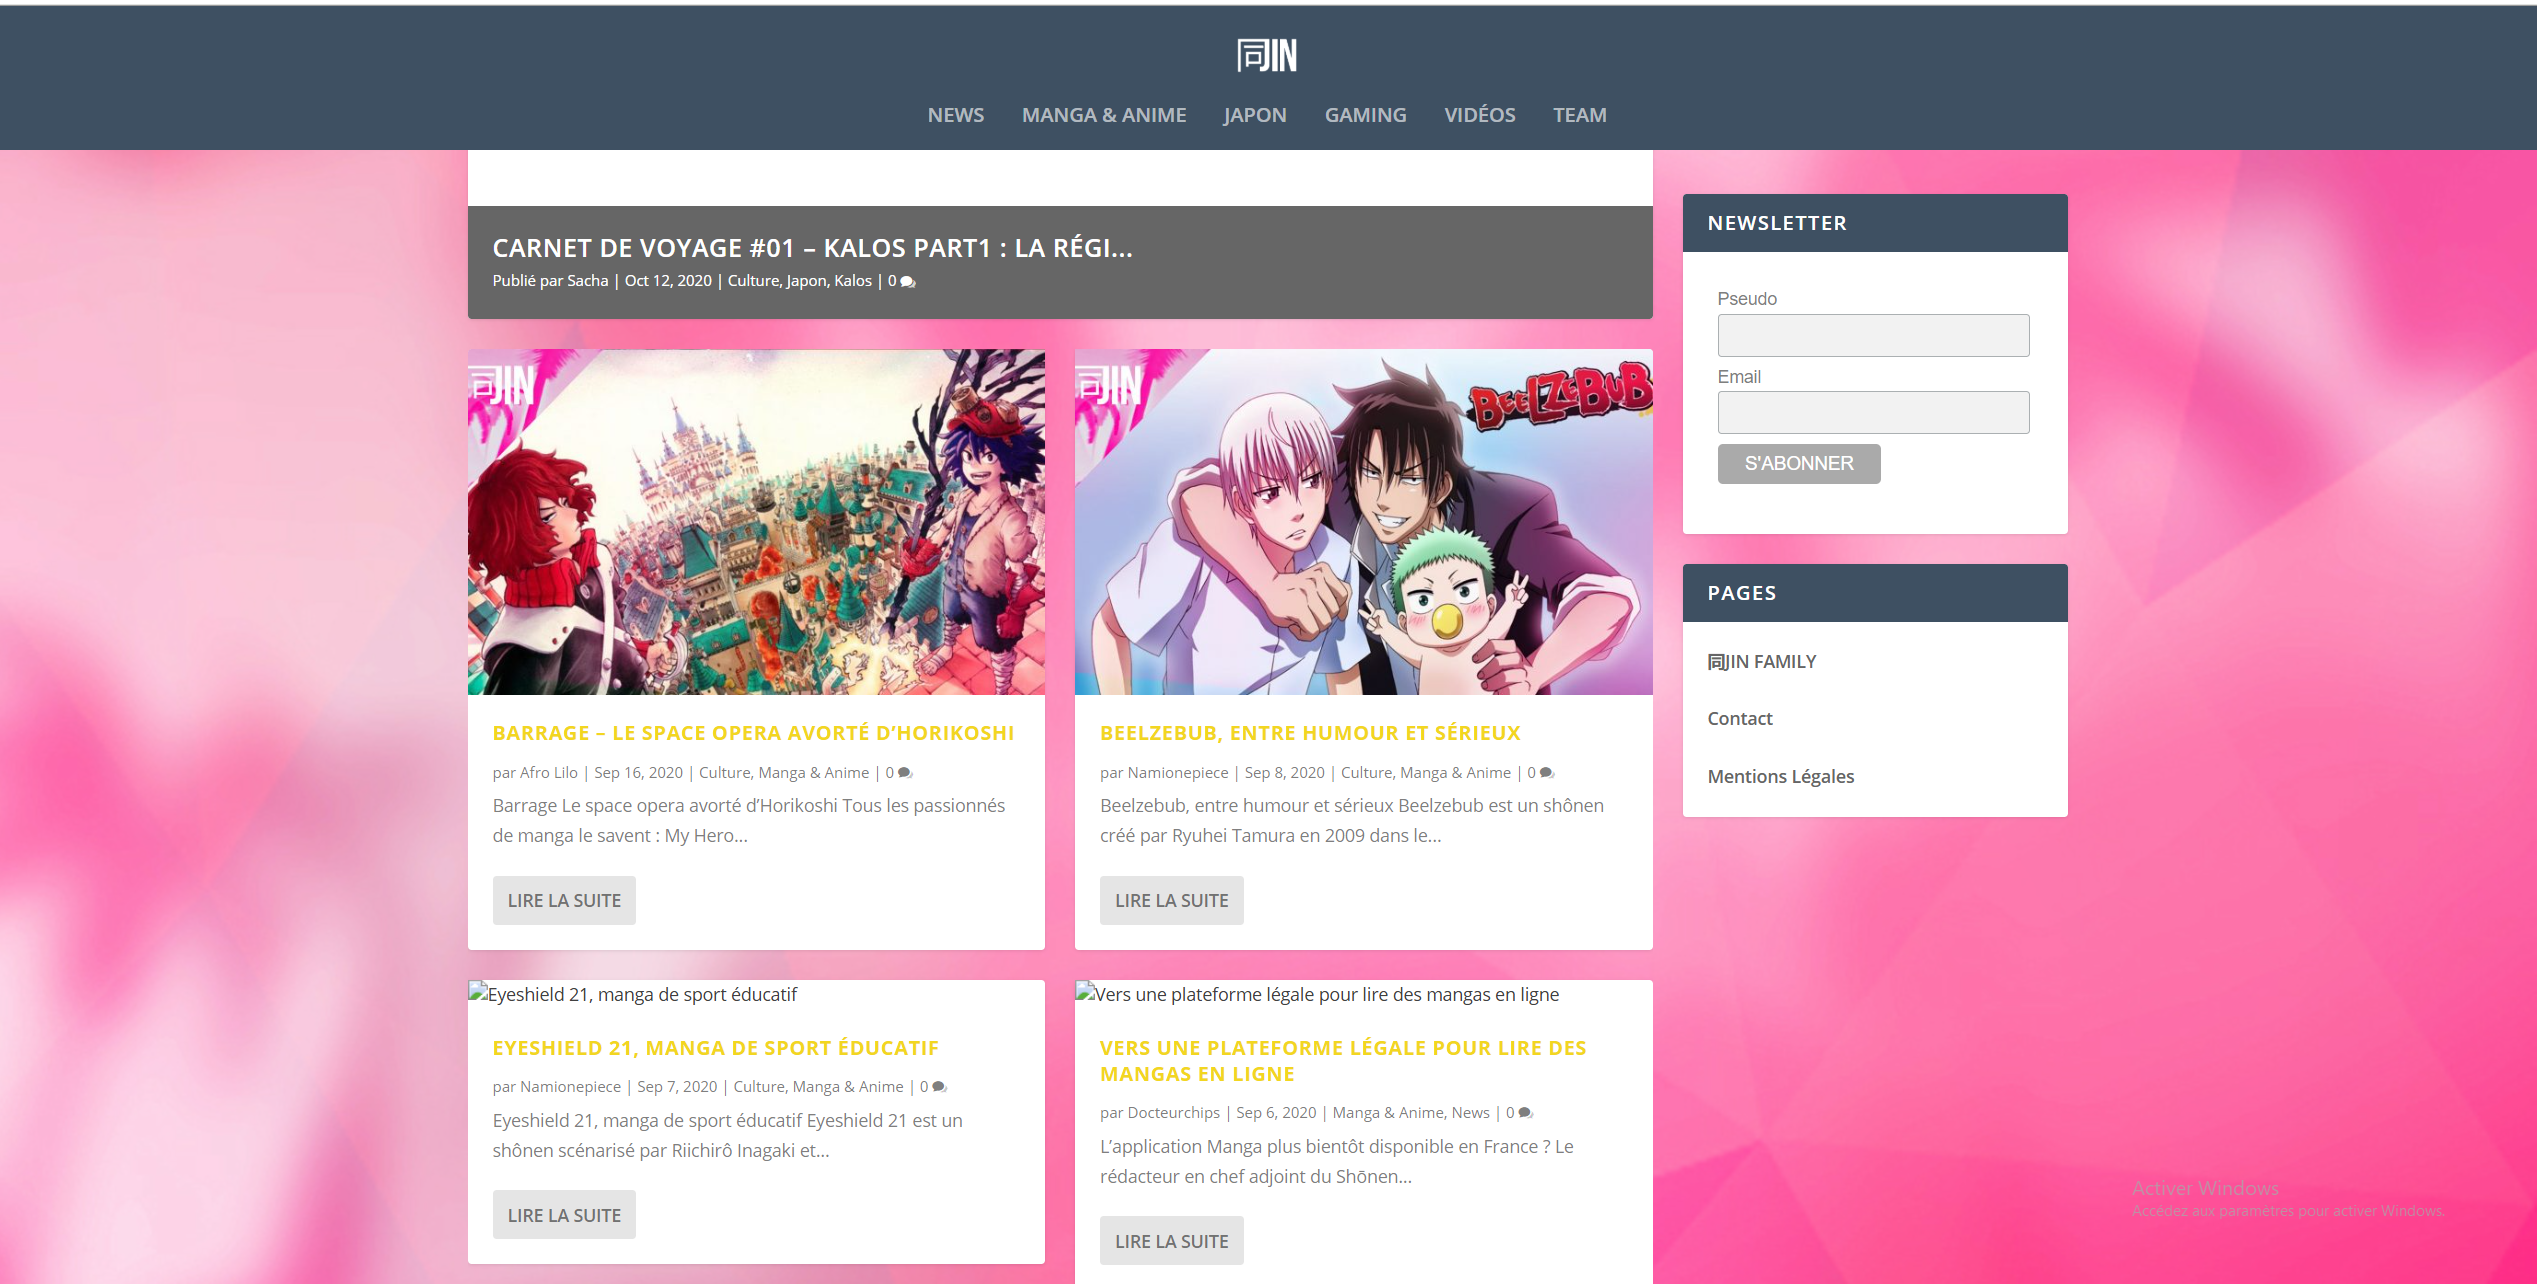 同JIN
NEWS MANGA & ANIME JAPON GAMING VIDÉOS TEAM
CARNET DE VOYAGE #01 – KALOS PART1 : LA RÉGI...
Publié par Sacha | Oct 12, 2020 | Culture, Japon, Kalos | 0
同JIN
BARRAGE – LE SPACE OPERA AVORTÉ D’HORIKOSHI
par Afro Lilo | Sep 16, 2020 | Culture, Manga & Anime | 0
Barrage Le space opera avorté d’Horikoshi Tous les passionnés
de manga le savent : My Hero...
LIRE LA SUITE
同JIN
BEELZEBUB
BEELZEBUB, ENTRE HUMOUR ET SÉRIEUX
par Namionepiece | Sep 8, 2020 | Culture, Manga & Anime | 0
Beelzebub, entre humour et sérieux Beelzebub est un shônen
créé par Ryuhei Tamura en 2009 dans le...
LIRE LA SUITE
Eyeshield 21, manga de sport éducatif
EYESHIELD 21, MANGA DE SPORT ÉDUCATIF
par Namionepiece | Sep 7, 2020 | Culture, Manga & Anime | 0
Eyeshield 21, manga de sport éducatif Eyeshield 21 est un
shônen scénarisé par Riichirô Inagaki et...
LIRE LA SUITE
Vers une plateforme légale pour lire des mangas en ligne
VERS UNE PLATEFORME LÉGALE POUR LIRE DES
MANGAS EN LIGNE
par Docteurchips | Sep 6, 2020 | Manga & Anime, News | 0
L’application Manga plus bientôt disponible en France ? Le
rédacteur en chef adjoint du Shōnen...
LIRE LA SUITE
NEWSLETTER
Pseudo
Email
S'ABONNER
PAGES
同JIN FAMILY
Contact
Mentions Légales
Activer Windows
Accédez aux paramètres pour activer Windows.